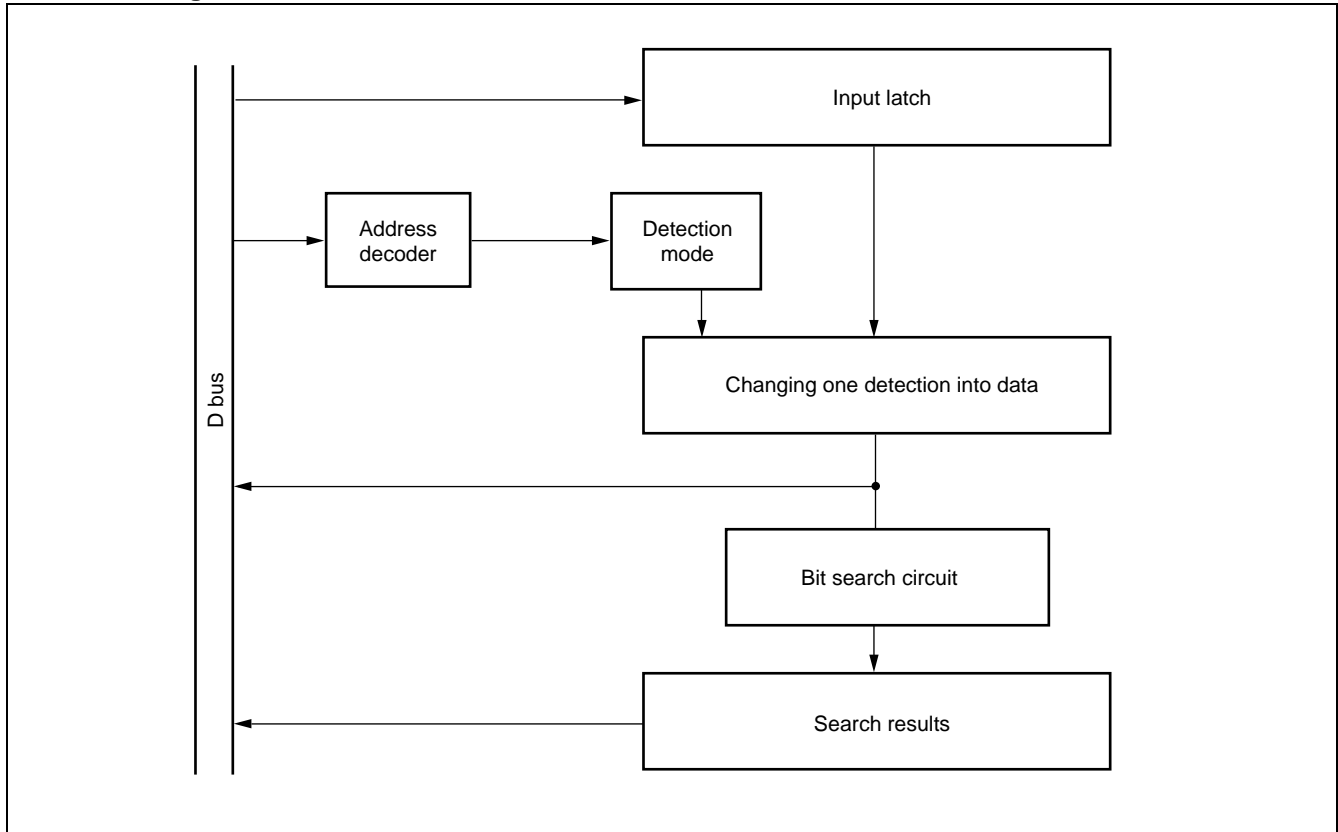 Input latch
Address
decoder
Detection
mode
Changing one detection into data
D bus
Bit search circuit
Search results